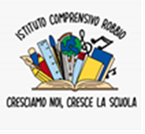 ISTITUTO COMPRENSIVO ROBBIO
CRESCIAMO NOI, CRESCE LA SCUOLA